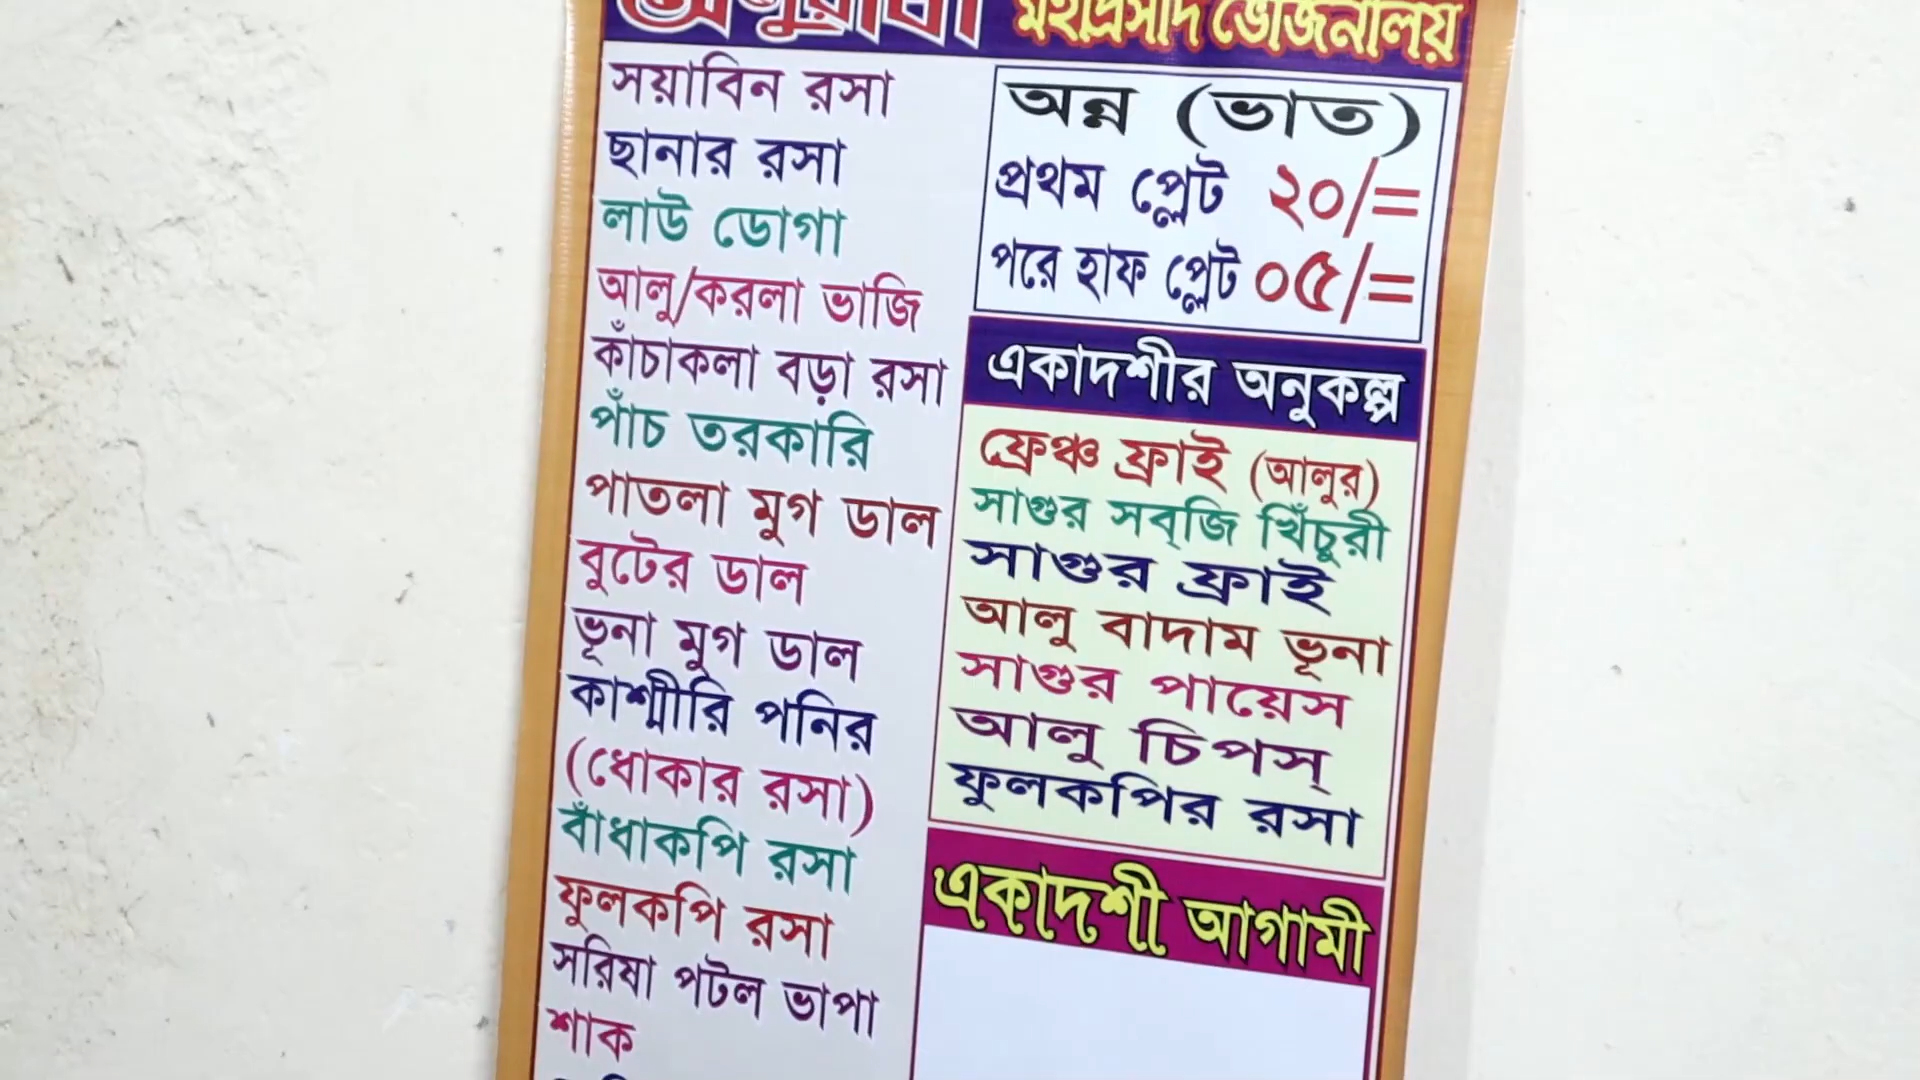 মহাপ্রসাদ ভোজনালয়
সয়াবিন রসা
ছানার রসা
লাউ ডোগা
আলু/করলা ভাজি
কাঁচাকলা বড়া রসা
পাঁচ তরকারি
পাতলা মুগ ডাল
বুটের ডাল
ভূনা মুগ ডাল
কাশ্মীরি পনির
(ধোকার রসা)
বাঁধাকপি রসা
ফুলকপি রসা
সরিষা পটল ভাপা
শাক
অন্ন (ভাত)
প্রথম প্লেট ২০/=
পরে হাফ প্লেট ০৫/=
একাদশীর অনুকল্প
ফ্রেঞ্চ ফ্রাই (আলুর)
সাগুর সব্জি খিঁচুরী
সাগুর ফ্রাই
আলু বাদাম ভূনা
সাগুর পায়েস
আলু চিপস্
ফুলকপির রসা
একাদশী আগামী